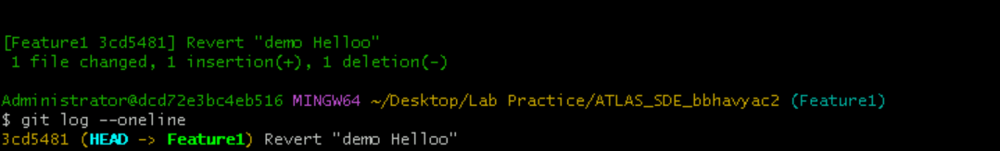 [Feature1 3cd5481] Revert "demo Helloo"
 1 file changed, 1 insertion(+), 1 deletion(-)
Administrator@dcd72e3bc4eb516 MINGW64 ~/Desktop/Lab Practice/ATLAS_SDE_bbhavyac2 (Feature1)
$ git log --oneline
3cd5481 (HEAD -> Feature1) Revert "demo Helloo"